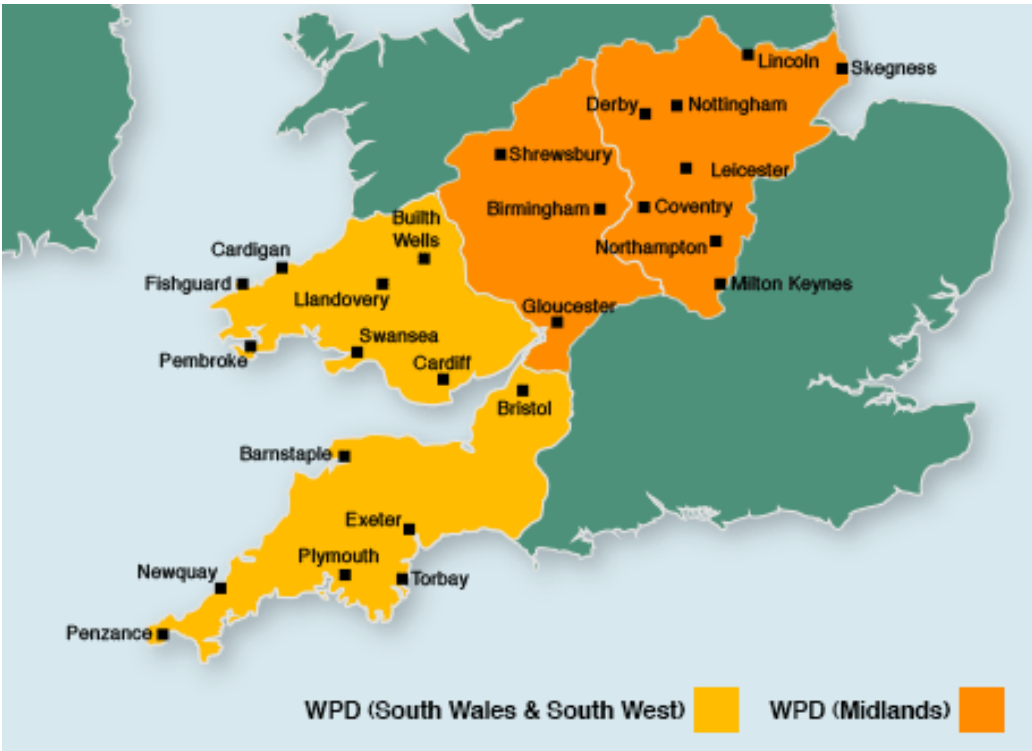 Lincoln
Skegness
Derby
Nottingham
Shrewsbury
Leicester
Birmingham
Coventry
Builth
Wells
Northampton
Cardigan
Fishguard
Llandovery
Milton Keynes
Gloucester
Swansea
Pembroke
Cardiff
Bristol
Barnstaple
Exeter
Plymouth
Newquay
Torbay
Penzance
WPD (South Wales & South West)
WPD (Midlands)